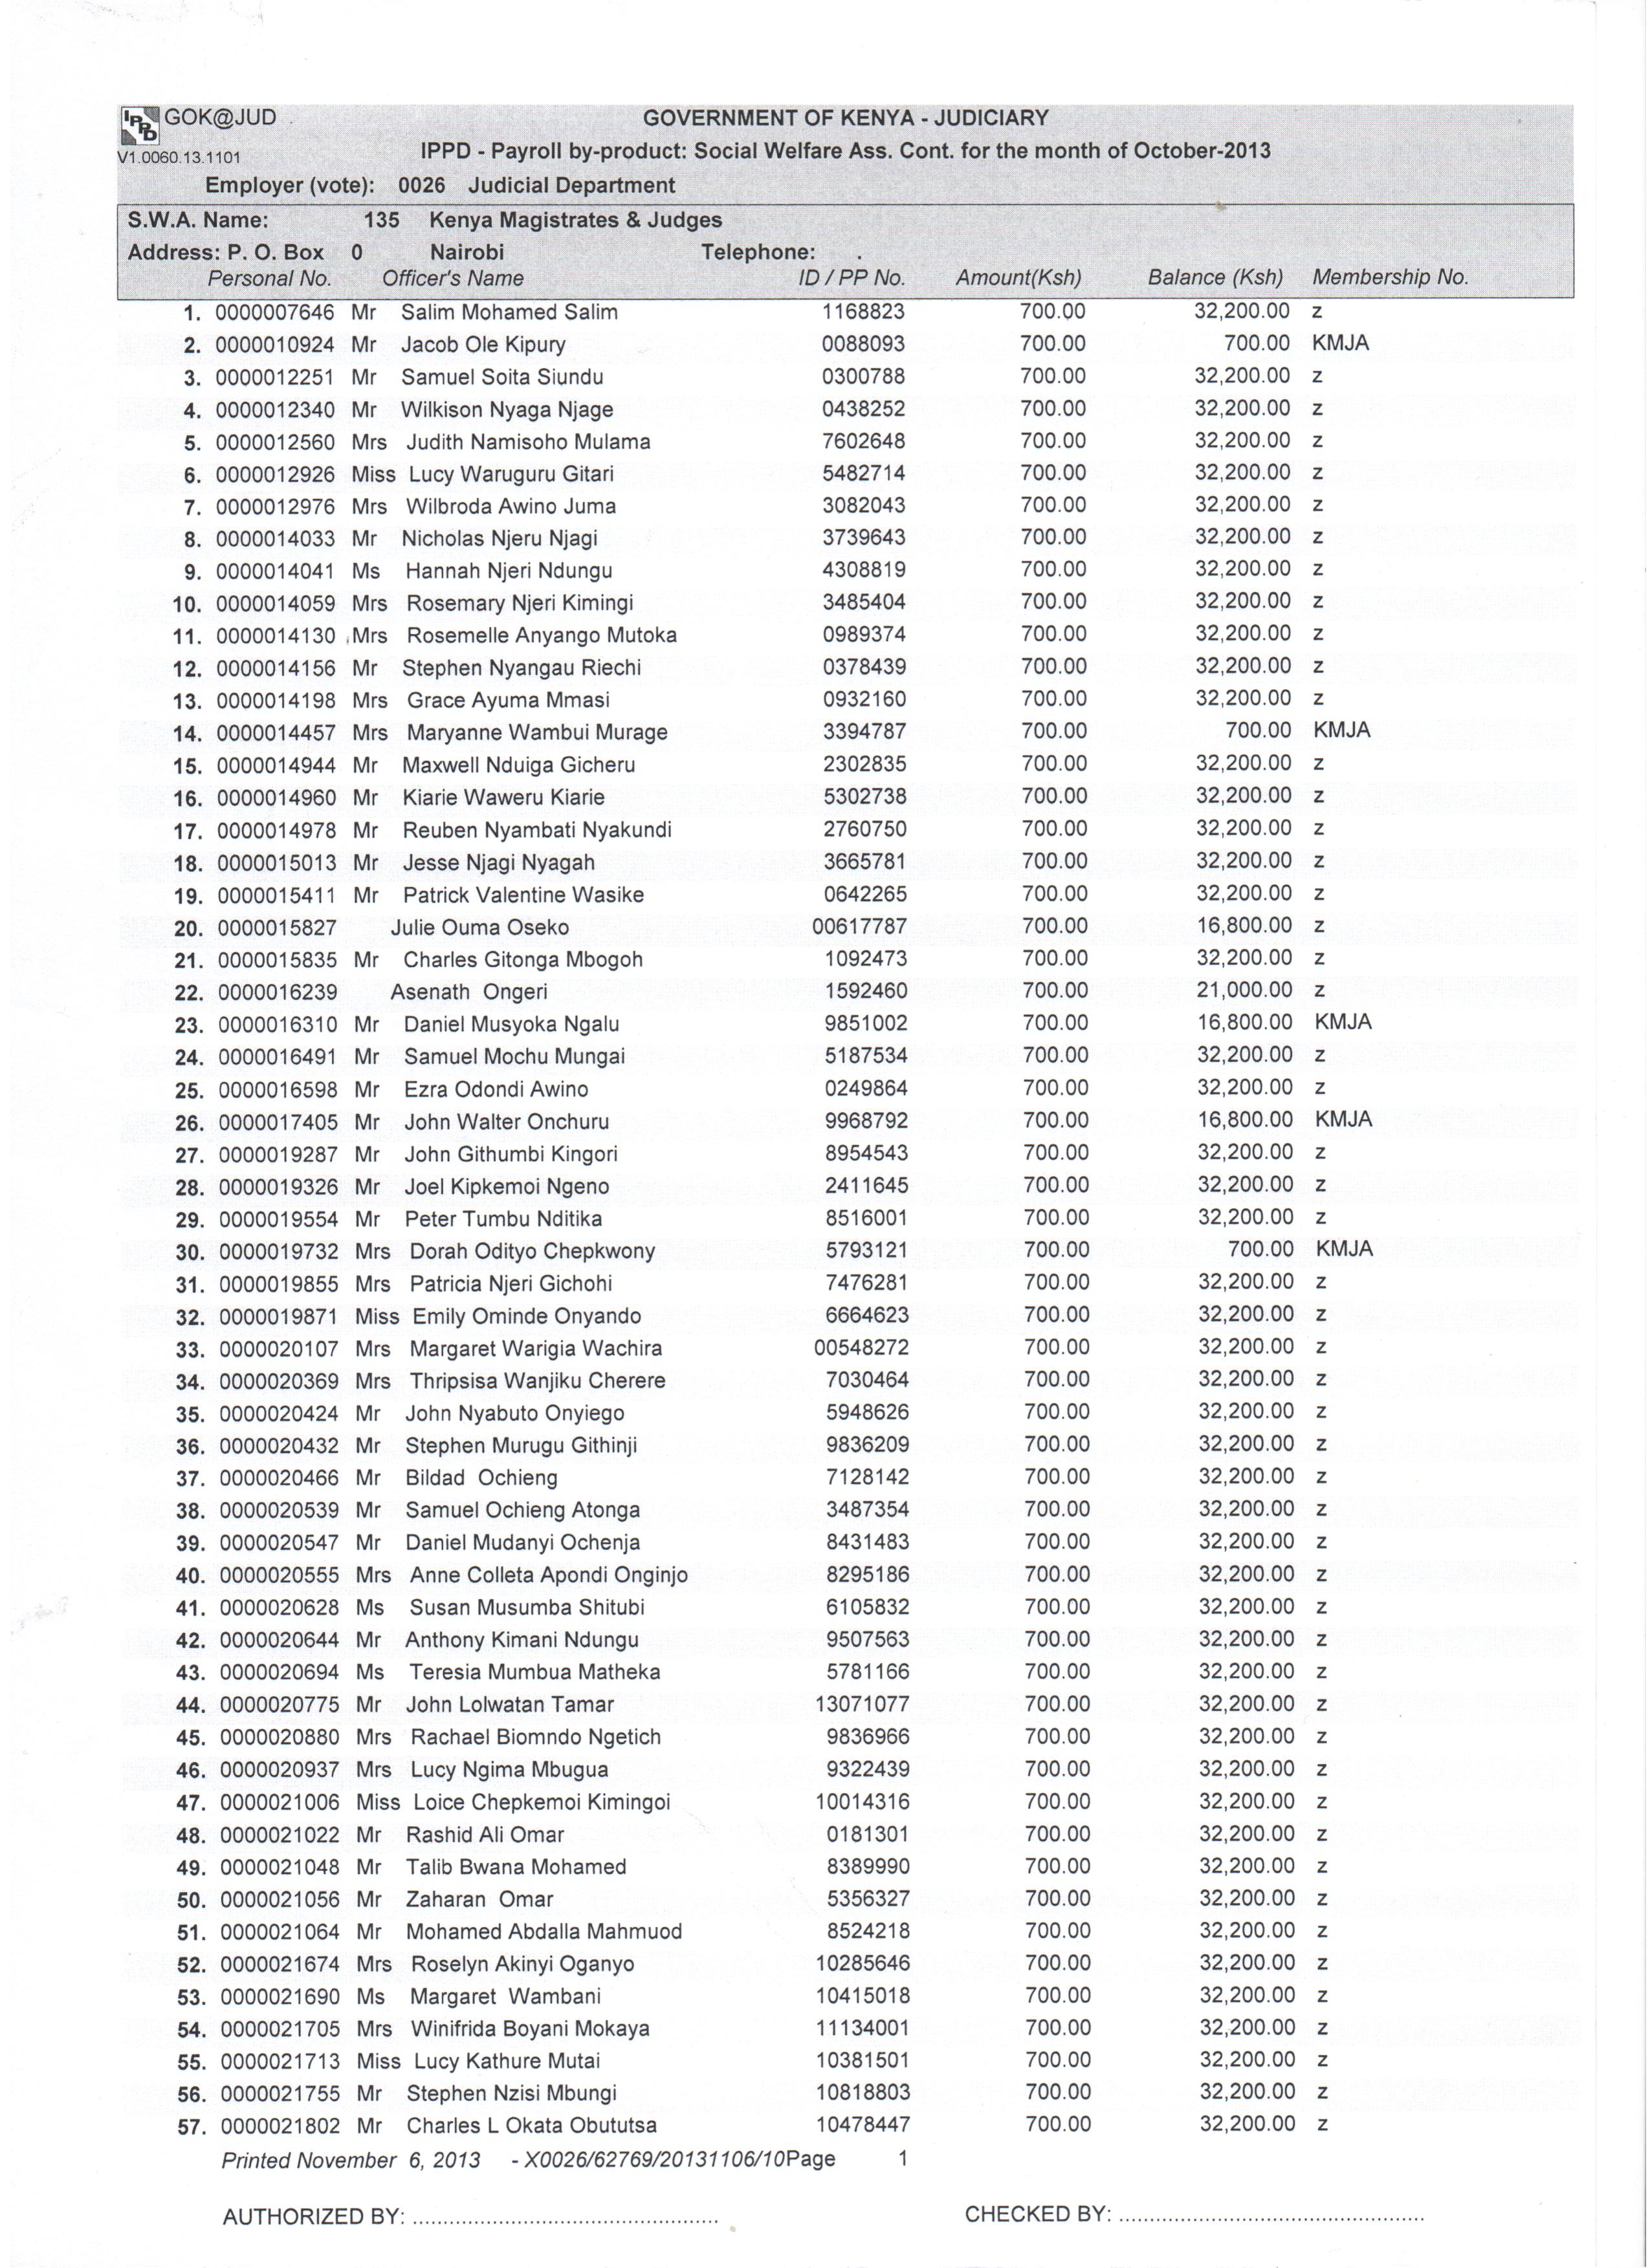 IPPD GOK@JUD GOVERNMENT OF KENYA - JUDICIARY
V1.0060.13.1101 IPPD - Payroll by-product: Social Welfare Ass. Cont. for the month of October-2013
Employer (vote): 0026 Judicial Department
S.W.A. Name: 135 Kenya Magistrates & Judges
Address: P. O. Box 0 Nairobi Telephone: .
Personal No. Officer's Name ID / PP No. Amount(Ksh) Balance (Ksh) Membership No.
1. 0000007646 Mr Salim Mohamed Salim 1168823 700.00 32,200.00 z
2. 0000010924 Mr Jacob Ole Kipury 0088093 700.00 700.00 KMJA
3. 0000012251 Mr Samuel Soita Siundu 0300788 700.00 32,200.00 z
4. 0000012340 Mr Wilkison Nyaga Njage 0438252 700.00 32,200.00 z
5. 0000012560 Mrs Judith Namisoho Mulama 7602648 700.00 32,200.00 z
6. 0000012926 Miss Lucy Waruguru Gitari 5482714 700.00 32,200.00 z
7. 0000012976 Mrs Wilbroda Awino Juma 3082043 700.00 32,200.00 z
8. 0000014033 Mr Nicholas Njeru Njagi 3739643 700.00 32,200.00 z
9. 0000014041 Ms Hannah Njeri Ndungu 4308819 700.00 32,200.00 z
10. 0000014059 Mrs Rosemary Njeri Kimingi 3485404 700.00 32,200.00 z
11. 0000014130 Mrs Rosemelle Anyango Mutoka 0989374 700.00 32,200.00 z
12. 0000014156 Mr Stephen Nyangau Riechi 0378439 700.00 32,200.00 z
13. 0000014198 Mrs Grace Ayuma Mmasi 0932160 700.00 32,200.00 z
14. 0000014457 Mrs Maryanne Wambui Murage 3394787 700.00 700.00 KMJA
15. 0000014944 Mr Maxwell Nduiga Gicheru 2302835 700.00 32,200.00 z
16. 0000014960 Mr Kiarie Waweru Kiarie 5302738 700.00 32,200.00 z
17. 0000014978 Mr Reuben Nyambati Nyakundi 2760750 700.00 32,200.00 z
18. 0000015013 Mr Jesse Njagi Nyagah 3665781 700.00 32,200.00 z
19. 0000015411 Mr Patrick Valentine Wasike 0642265 700.00 32,200.00 z
20. 0000015827 Julie Ouma Oseko 00617787 700.00 16,800.00 z
21. 0000015835 Mr Charles Gitonga Mbogoh 1092473 700.00 32,200.00 z
22. 0000016239 Asenath Ongeri 1592460 700.00 21,000.00 z
23. 0000016310 Mr Daniel Musyoka Ngalu 9851002 700.00 16,800.00 KMJA
24. 0000016491 Mr Samuel Mochu Mungai 5187534 700.00 32,200.00 z
25. 0000016598 Mr Ezra Odondi Awino 0249864 700.00 32,200.00 z
26. 0000017405 Mr John Walter Onchuru 9968792 700.00 16,800.00 KMJA
27. 0000019287 Mr John Githumbi Kingori 8954543 700.00 32,200.00 z
28. 0000019326 Mr Joel Kipkemoi Ngeno 2411645 700.00 32,200.00 z
29. 0000019554 Mr Peter Tumbu Nditika 8516001 700.00 32,200.00 z
30. 0000019732 Mrs Dorah Odityo Chepkwony 5793121 700.00 700.00 KMJA
31. 0000019855 Mrs Patricia Njeri Gichohi 7476281 700.00 32,200.00 z
32. 0000019871 Miss Emily Ominde Onyando 6664623 700.00 32,200.00 z
33. 0000020107 Mrs Margaret Warigia Wachira 00548272 700.00 32,200.00 z
34. 0000020369 Mrs Thripsisa Wanjiku Cherere 7030464 700.00 32,200.00 z
35. 0000020424 Mr John Nyabuto Onyiego 5948626 700.00 32,200.00 z
36. 0000020432 Mr Stephen Murugu Githinji 9836209 700.00 32,200.00 z
37. 0000020466 Mr Bildad Ochieng 7128142 700.00 32,200.00 z
38. 0000020539 Mr Samuel Ochieng Atonga 3487354 700.00 32,200.00 z
39. 0000020547 Mr Daniel Mudanyi Ochenja 8431483 700.00 32,200.00 z
40. 0000020555 Mrs Anne Colleta Apondi Onginjo 8295186 700.00 32,200.00 z
41. 0000020628 Ms Susan Musumba Shitubi 6105832 700.00 32,200.00 z
42. 0000020644 Mr Anthony Kimani Ndungu 9507563 700.00 32,200.00 z
43. 0000020694 Ms Teresia Mumbua Matheka 5781166 700.00 32,200.00 z
44. 0000020775 Mr John Lolwatan Tamar 13071077 700.00 32,200.00 z
45. 0000020880 Mrs Rachael Biomndo Ngetich 9836966 700.00 32,200.00 z
46. 0000020937 Mrs Lucy Ngima Mbugua 9322439 700.00 32,200.00 z
47. 0000021006 Miss Loice Chepkemoi Kimingoi 10014316 700.00 32,200.00 z
48. 0000021022 Mr Rashid Ali Omar 0181301 700.00 32,200.00 z
49. 0000021048 Mr Talib Bwana Mohamed 8389990 700.00 32,200.00 z
50. 0000021056 Mr Zaharan Omar 5356327 700.00 32,200.00 z
51. 0000021064 Mr Mohamed Abdalla Mahmuod 8524218 700.00 32,200.00 z
52. 0000021674 Mrs Roselyn Akinyi Oganyo 10285646 700.00 32,200.00 z
53. 0000021690 Ms Margaret Wambani 10415018 700.00 32,200.00 z
54. 0000021705 Mrs Winifrida Boyani Mokaya 11134001 700.00 32,200.00 z
55. 0000021713 Miss Lucy Kathure Mutai 10381501 700.00 32,200.00 z
56. 0000021755 Mr Stephen Nzisi Mbungi 10818803 700.00 32,200.00 z
57. 0000021802 Mr Charles L Okata Obututsa 10478447 700.00 32,200.00 z
Printed November 6, 2013 - X0026/62769/20131106/10Page 1
AUTHORIZED BY: .................................................. CHECKED BY: ..................................................